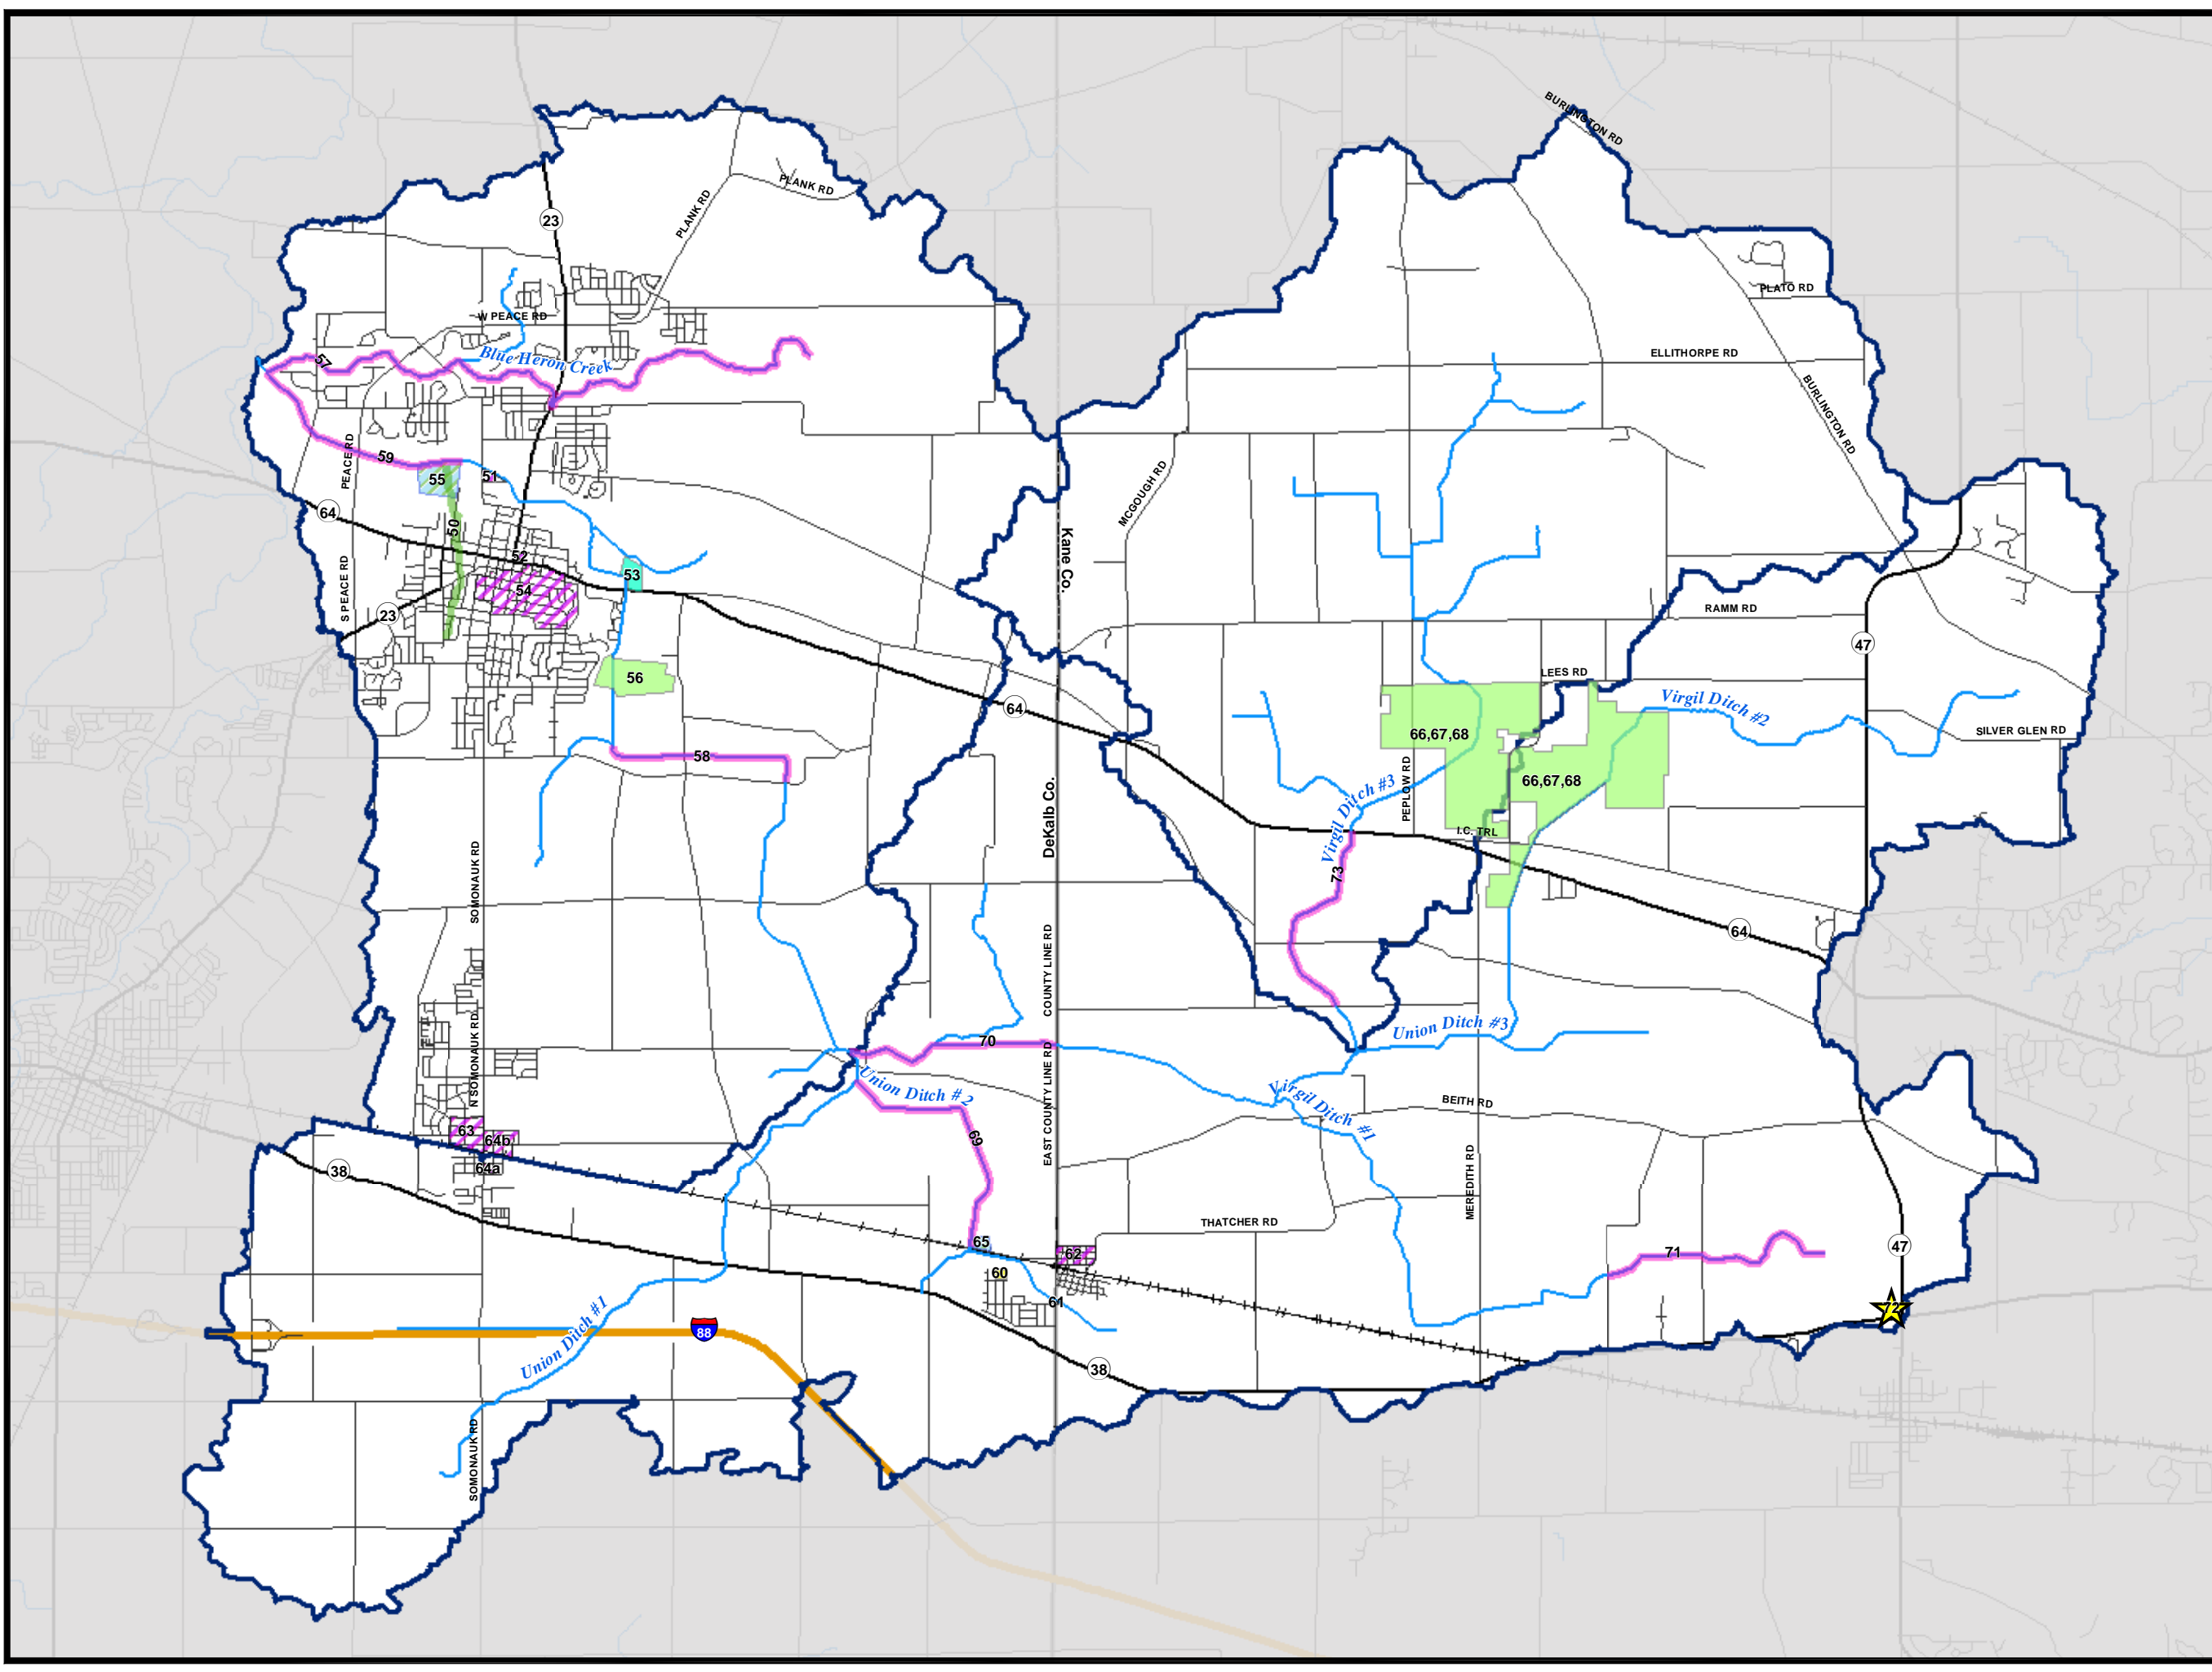 BURLINGTON RD
PLANK RD
PLANK RD
23
W PEACE RD
PLATO RD
57
Blue Heron Creek
ELLITHORPE RD
BURLINGTON RD
PEACE RD
59
55
51
MCGOUGH RD
64
50
Kane Co.
52
53
54
S PEACE RD
23
RAMM RD
47
56
LEES RD
64
Virgil Ditch #2
SILVER GLEN RD
66,67,68
66,67,68
58
DeKalb Co.
PEPLOW RD
Virgil Ditch #3
I.C. TRL
73
SOMONAUK RD
64
COUNTY LINE RD
N SOMONAUK RD
70
Union Ditch #3
EAST COUNTY LINE RD
Union Ditch # 2
Virgil Ditch #1
BEITH RD
63
64b
64a
69
38
MEREDITH RD
THATCHER RD
65
62
71
47
60
61
72
88
Union Ditch #1
38
SOMONAUK RD